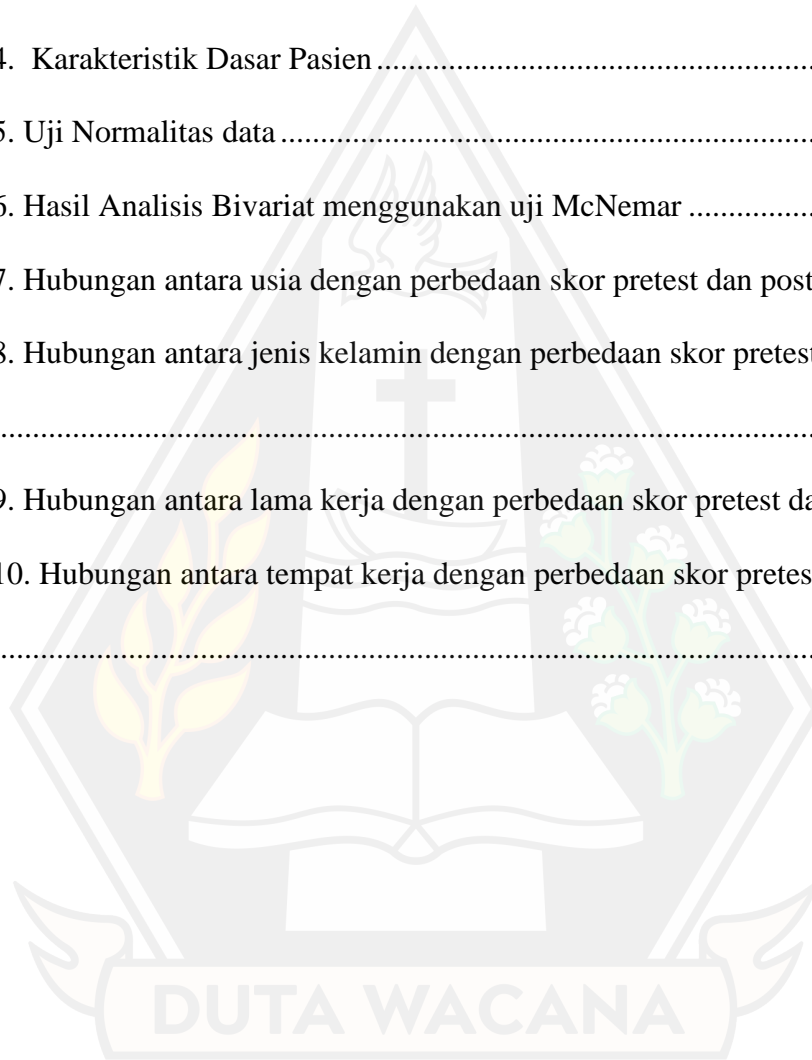 4. Karakteristik Dasar Pasien ......................................................
5. Uji Normalitas data ..................................................................
6. Hasil Analisis Bivariat menggunakan uji McNemar ................
7. Hubungan antara usia dengan perbedaan skor pretest dan post
8. Hubungan antara jenis kelamin dengan perbedaan skor pretest
....................................................................................................
9. Hubungan antara lama kerja dengan perbedaan skor pretest da
10. Hubungan antara tempat kerja dengan perbedaan skor pretes
....................................................................................................
DUTA WACANA